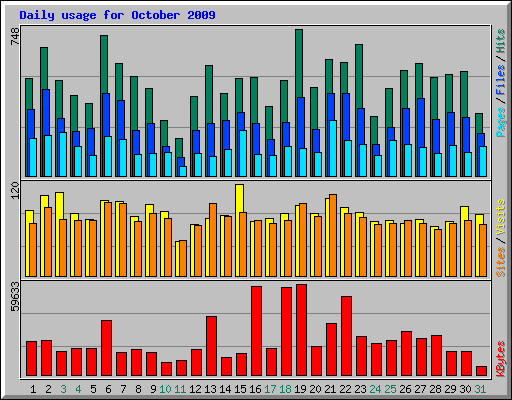 Daily usage for October 2009
748
Pages / Files / Hits
120
Sites / Visits
59633
KBytes
1 2 3 4 5 6 7 8 9 10 11 12 13 14 15 16 17 18 19 20 21 22 23 24 25 26 27 28 29 30 31